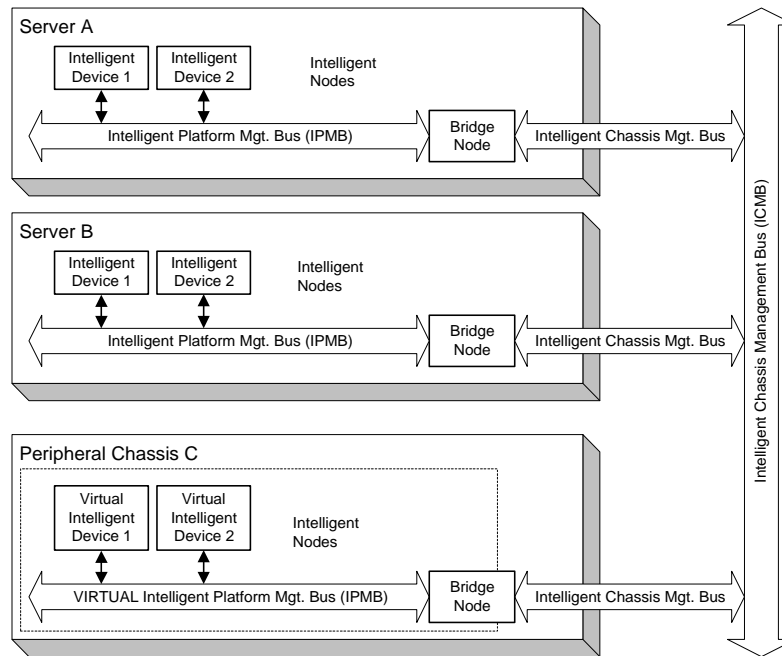 Server A
Intelligent
Device 1
Intelligent
Device 2
Intelligent
Nodes
Intelligent Platform Mgt. Bus (IPMB)
Bridge
Node
Intelligent Chassis Mgt. Bus
Server B
Intelligent
Device 1
Intelligent
Device 2
Intelligent
Nodes
Intelligent Platform Mgt. Bus (IPMB)
Bridge
Node
Intelligent Chassis Mgt. Bus
Peripheral Chassis C
Virtual
Intelligent
Device 1
Virtual
Intelligent
Device 2
Intelligent
Nodes
VIRTUAL Intelligent Platform Mgt. Bus (IPMB)
Bridge
Node
Intelligent Chassis Mgt. Bus
Intelligent Chassis Management Bus (ICMB)